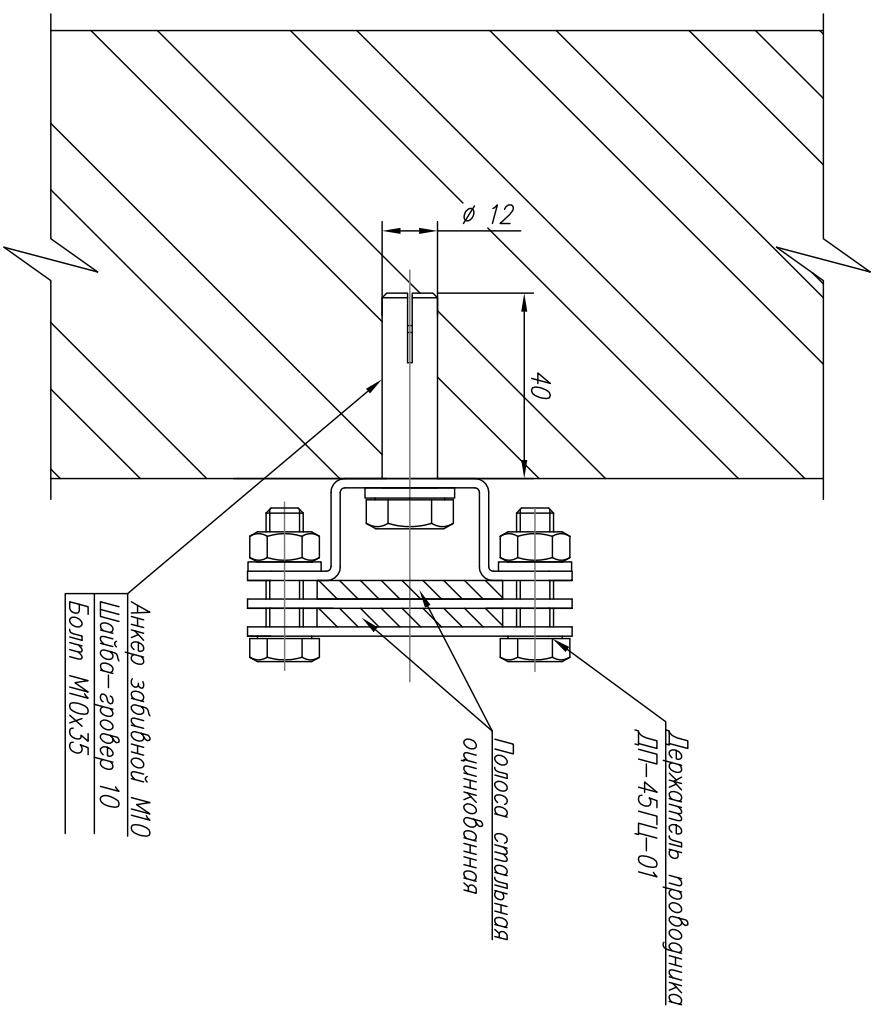 ø 12
40
Держатель проводника
ДП-45ГЦ-01
Полоса стальная
оцинкованная
Анкер забивной М10
Шайба-гровер 10
Болт М10х35